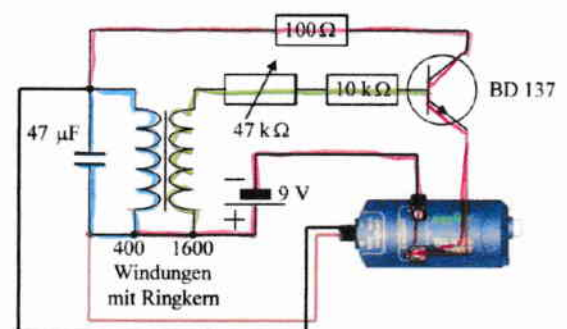 100 Ω
BD 137
10 kΩ
47 kΩ
47 μF
−
9 V
+
400 1600
Windungen
mit Ringkern